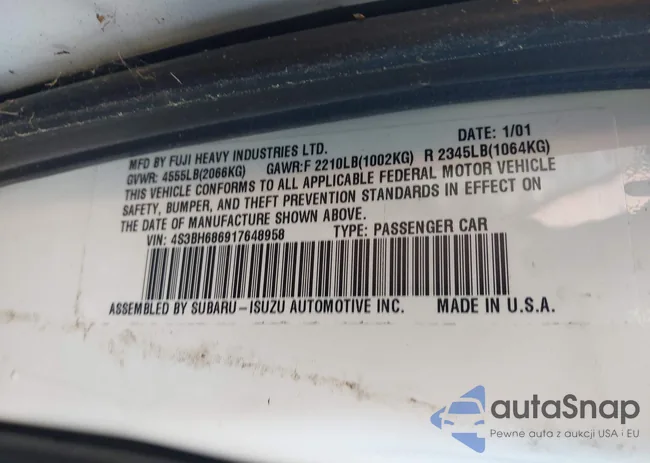 MFD BY FUJI HEAVY INDUSTRIES LTD. DATE: 1/01
GVWR: 4555LB(2066KG) GAWR:F 2210LB(1002KG) R 2345LB(1064KG)
THIS VEHICLE CONFORMS TO ALL APPLICABLE FEDERAL MOTOR VEHICLE
SAFETY, BUMPER, AND THEFT PREVENTION STANDARDS IN EFFECT ON
THE DATE OF MANUFACTURE SHOWN ABOVE.
VIN: 4S3BH686917648958 TYPE: PASSENGER CAR
ASSEMBLED BY SUBARU-ISUZU AUTOMOTIVE INC. MADE IN U.S.A.
autaSnap
Pewne auta z aukcji USA i EU